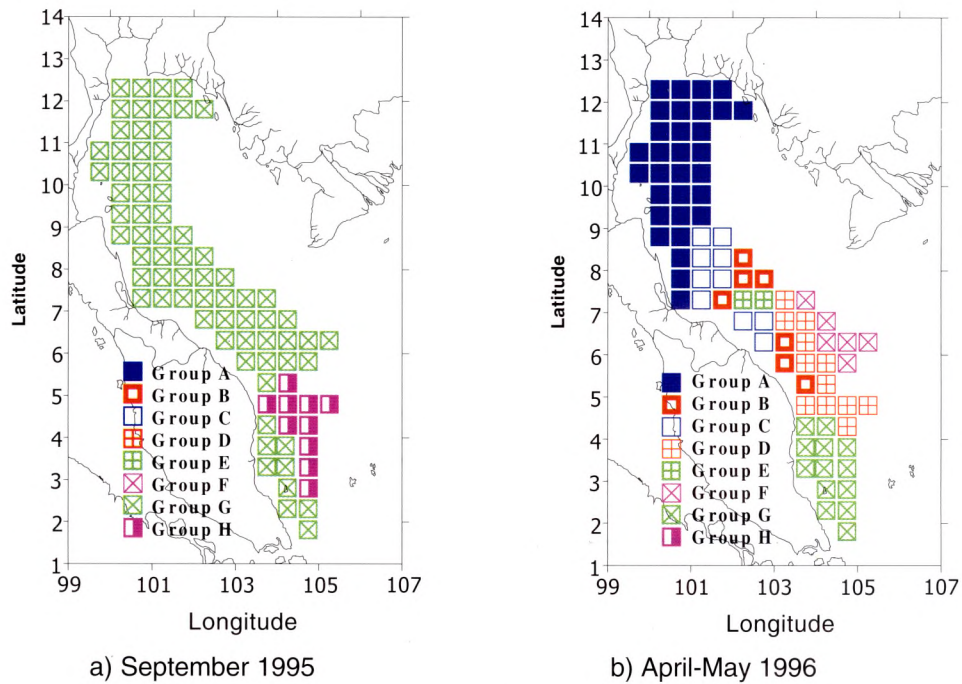 14
13
12
11
10
9
8
7
6
5
4
3
2
1
Latitude
Group A
Group B
Group C
Group D
Group E
Group F
Group G
Group H
99 101 103 105 107
Longitude
a) September 1995
14
13
12
11
10
9
8
7
6
5
4
3
2
1
Latitude
Group A
Group B
Group C
Group D
Group E
Group F
Group G
Group H
99 101 103 105 107
Longitude
b) April-May 1996